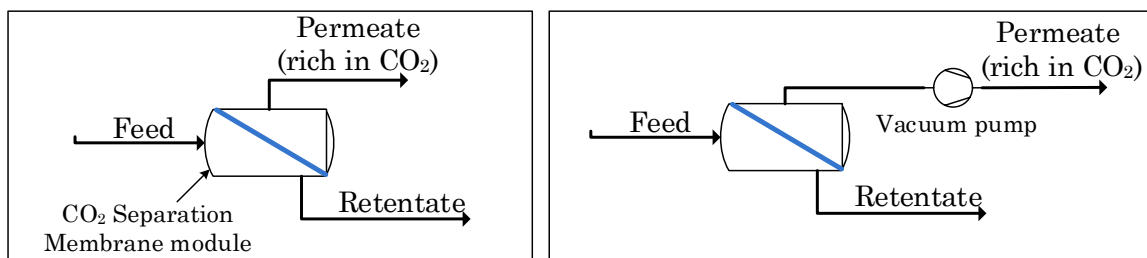 Permeate
(rich in CO₂)
Feed
Retentate
CO₂ Separation
Membrane module
Permeate
(rich in CO₂)
Feed
Vacuum pump
Retentate